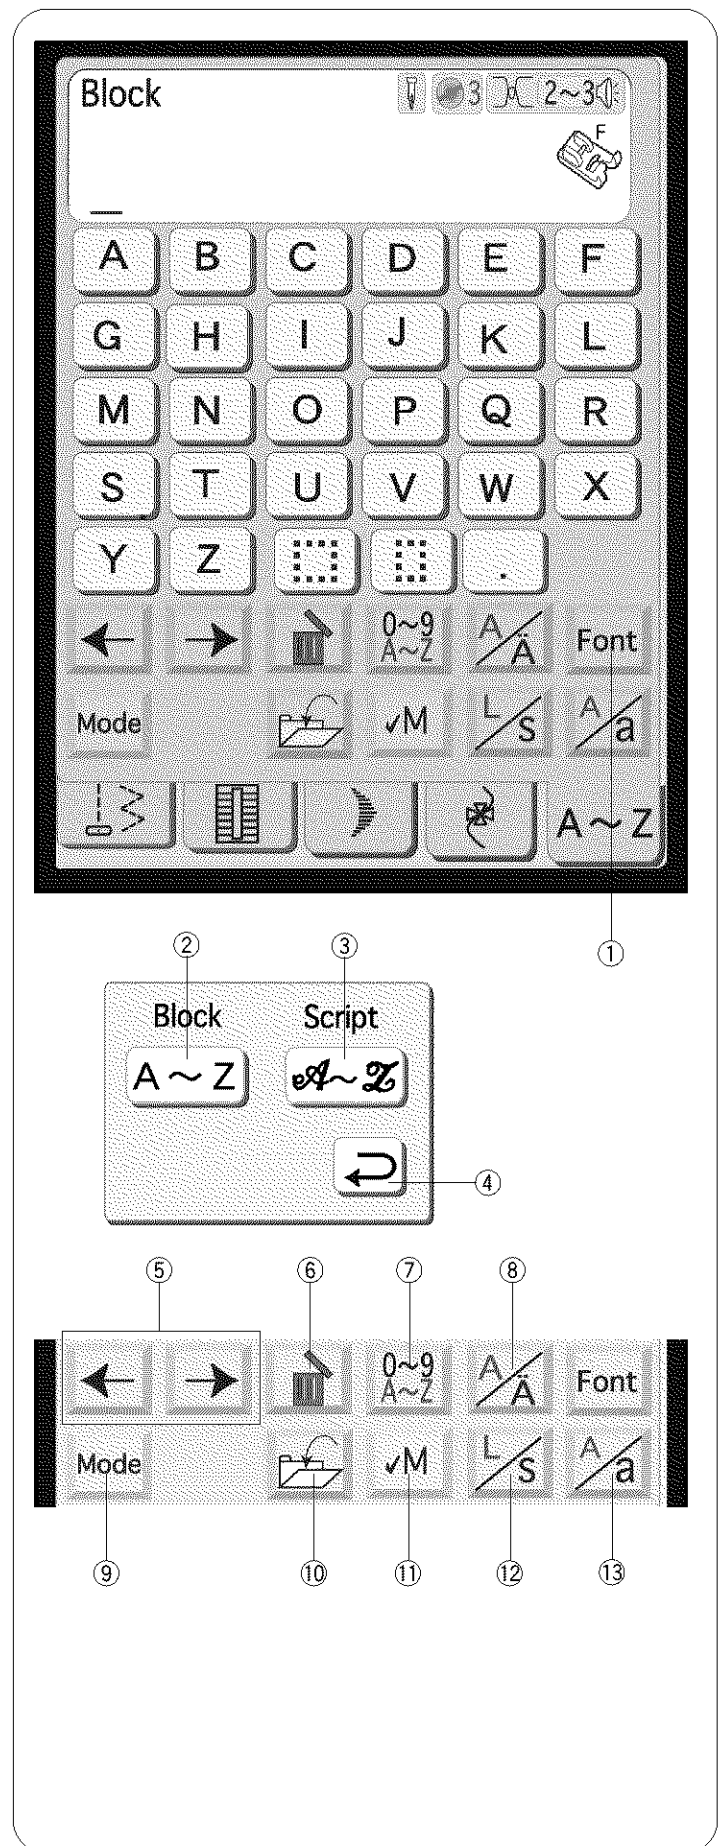 Block 3 2~3
F
A B C D E F
G H I J K L
M N O P Q R
S T U V W X
Y Z .
0~9 A/Ä Font
A~Z
Mode ✓M L/s A/a
A~Z
① 
② ③
Block Script
A~Z A~Z
④
⑤ ⑥ ⑦ ⑧
0~9 A/Ä Font
A~Z
Mode ✓M L/s A/a
⑨ ⑩ ⑪ ⑫ ⑬